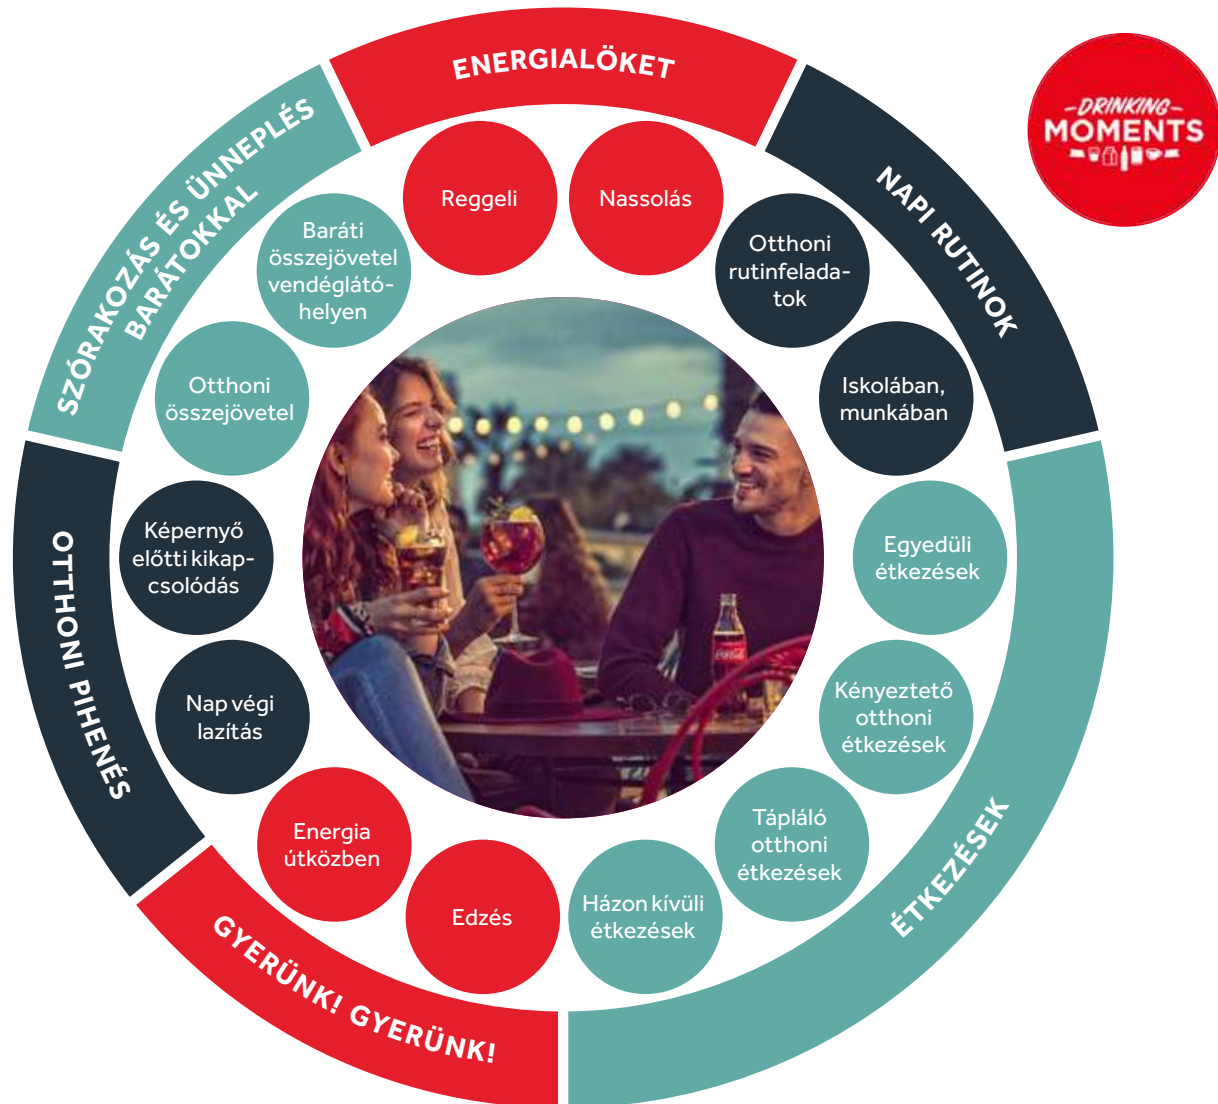 ENERGIALÖKET
Reggeli
Nassolás
NAPI RUTINOK
Otthoni
rutinfelada-
tok
Iskolában,
munkában
ÉTKEZÉSEK
Egyedüli
étkezések
Kényeztető
otthoni
étkezések
Tápláló
otthoni
étkezések
Házon kívüli
étkezések
GYERÜNK! GYERÜNK!
Edzés
Energia
útközben
OTTHONI PIHENÉS
Nap végi
lazítás
Képernyő
előtti kikap-
csolódás
SZÓRAKOZÁS ÉS ÜNNEPLÉS
BARÁTOKKAL
Otthoni
összejövetel
Baráti
összejövetel
vendéglátó-
helyen
-DRINKING-
MOMENTS
Coca-Cola